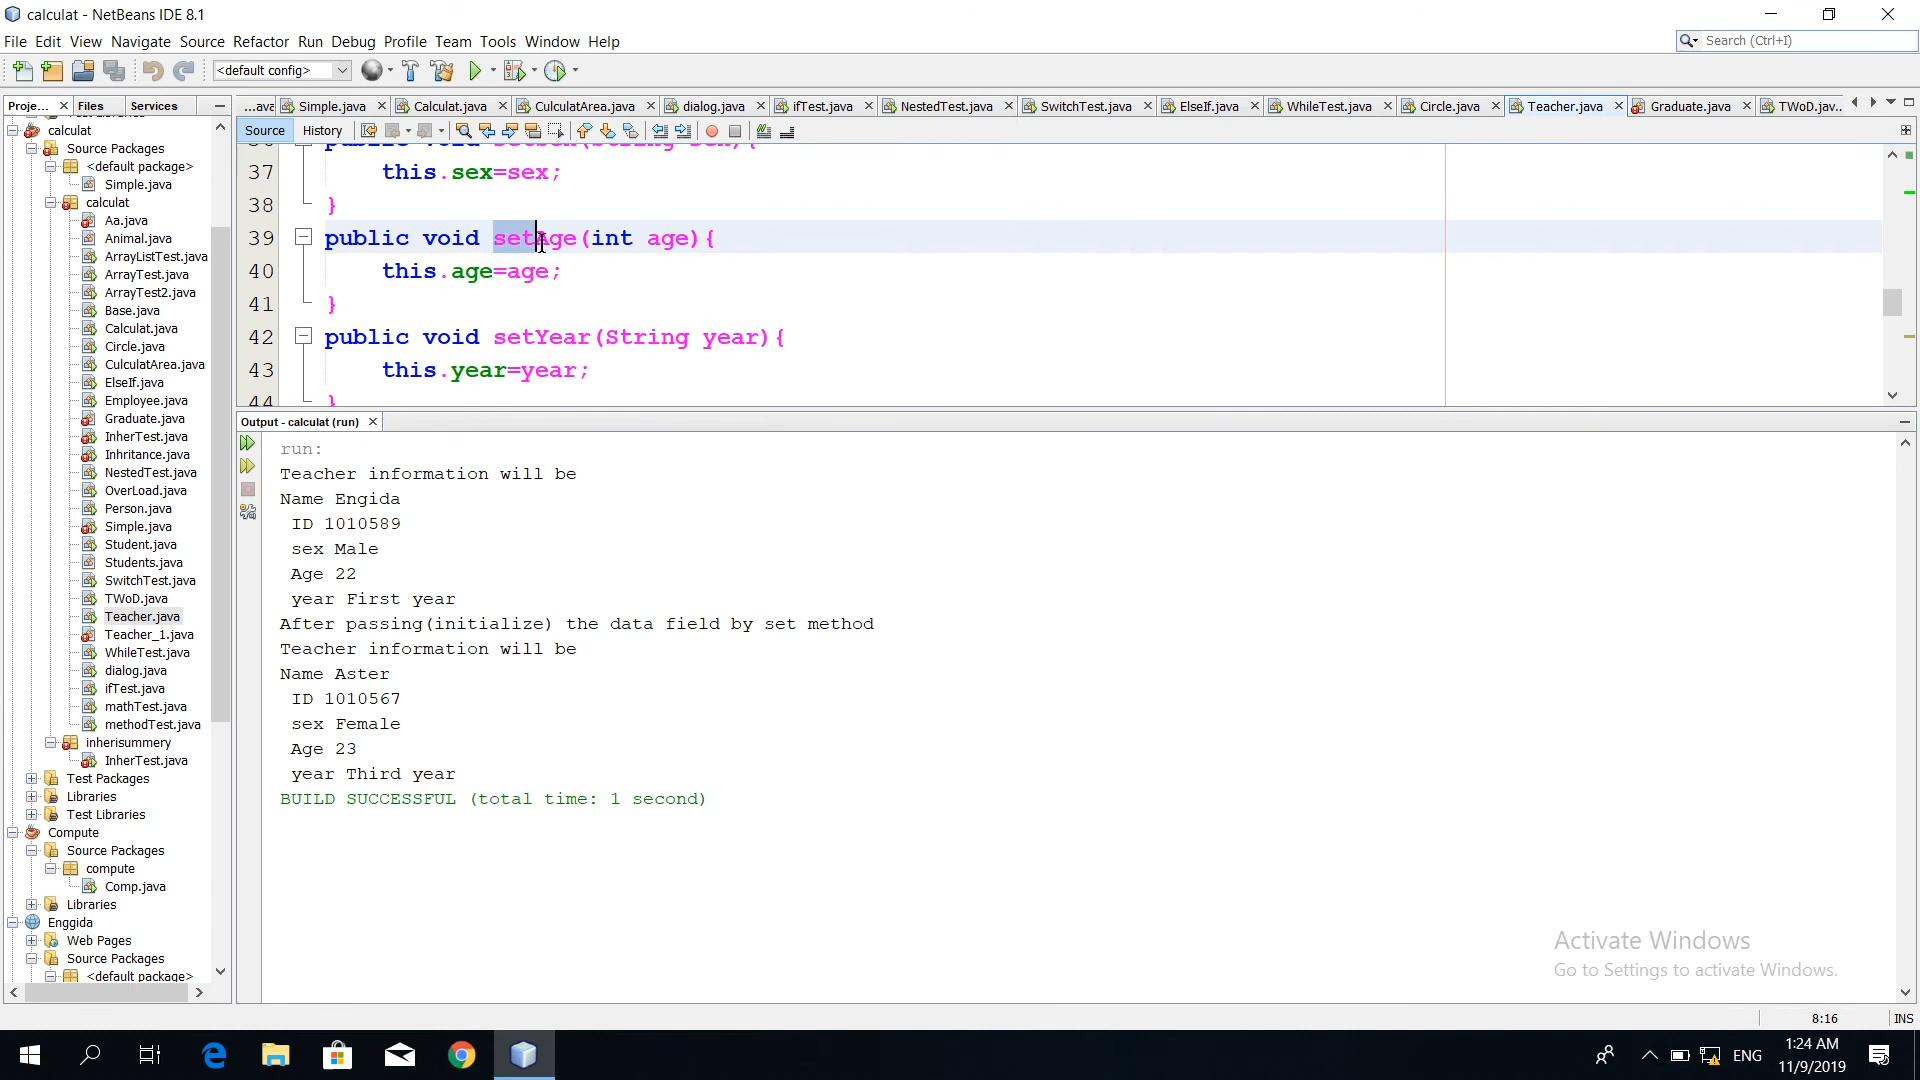 calculat - NetBeans IDE 8.1
File Edit View Navigate Source Refactor Run Debug Profile Team Tools Window Help
Search (Ctrl+I)
<default config>
Proje... Files Services
...ava Simple.java Calculat.java CulculatArea.java dialog.java ifTest.java NestedTest.java SwitchTest.java ElseIf.java WhileTest.java Circle.java Teacher.java Graduate.java TWoD.jav...
Source History
calculat
Source Packages
<default package>
Simple.java
calculat
Aa.java
Animal.java
ArrayListTest.java
ArrayTest.java
ArrayTest2.java
Base.java
Calculat.java
Circle.java
CulculatArea.java
ElseIf.java
Employee.java
Graduate.java
InherTest.java
Inhritance.java
NestedTest.java
OverLoad.java
Person.java
Simple.java
Student.java
Students.java
SwitchTest.java
TWoD.java
Teacher.java
Teacher_1.java
WhileTest.java
dialog.java
ifTest.java
mathTest.java
methodTest.java
inherisummery
InherTest.java
Test Packages
Libraries
Test Libraries
Compute
Source Packages
compute
Comp.java
Libraries
Enggida
Web Pages
Source Packages
<default package>
37 this.sex=sex;
38 }
39 public void setAge(int age){
40 this.age=age;
41 }
42 public void setYear(String year){
43 this.year=year;
44 }
Output - calculat (run)
run:
Teacher information will be
Name Engida
ID 1010589
sex Male
Age 22
year First year
After passing(initialize) the data field by set method
Teacher information will be
Name Aster
ID 1010567
sex Female
Age 23
year Third year
BUILD SUCCESSFUL (total time: 1 second)
Activate Windows
Go to Settings to activate Windows.
8:16 INS
ENG
1:24 AM
11/9/2019